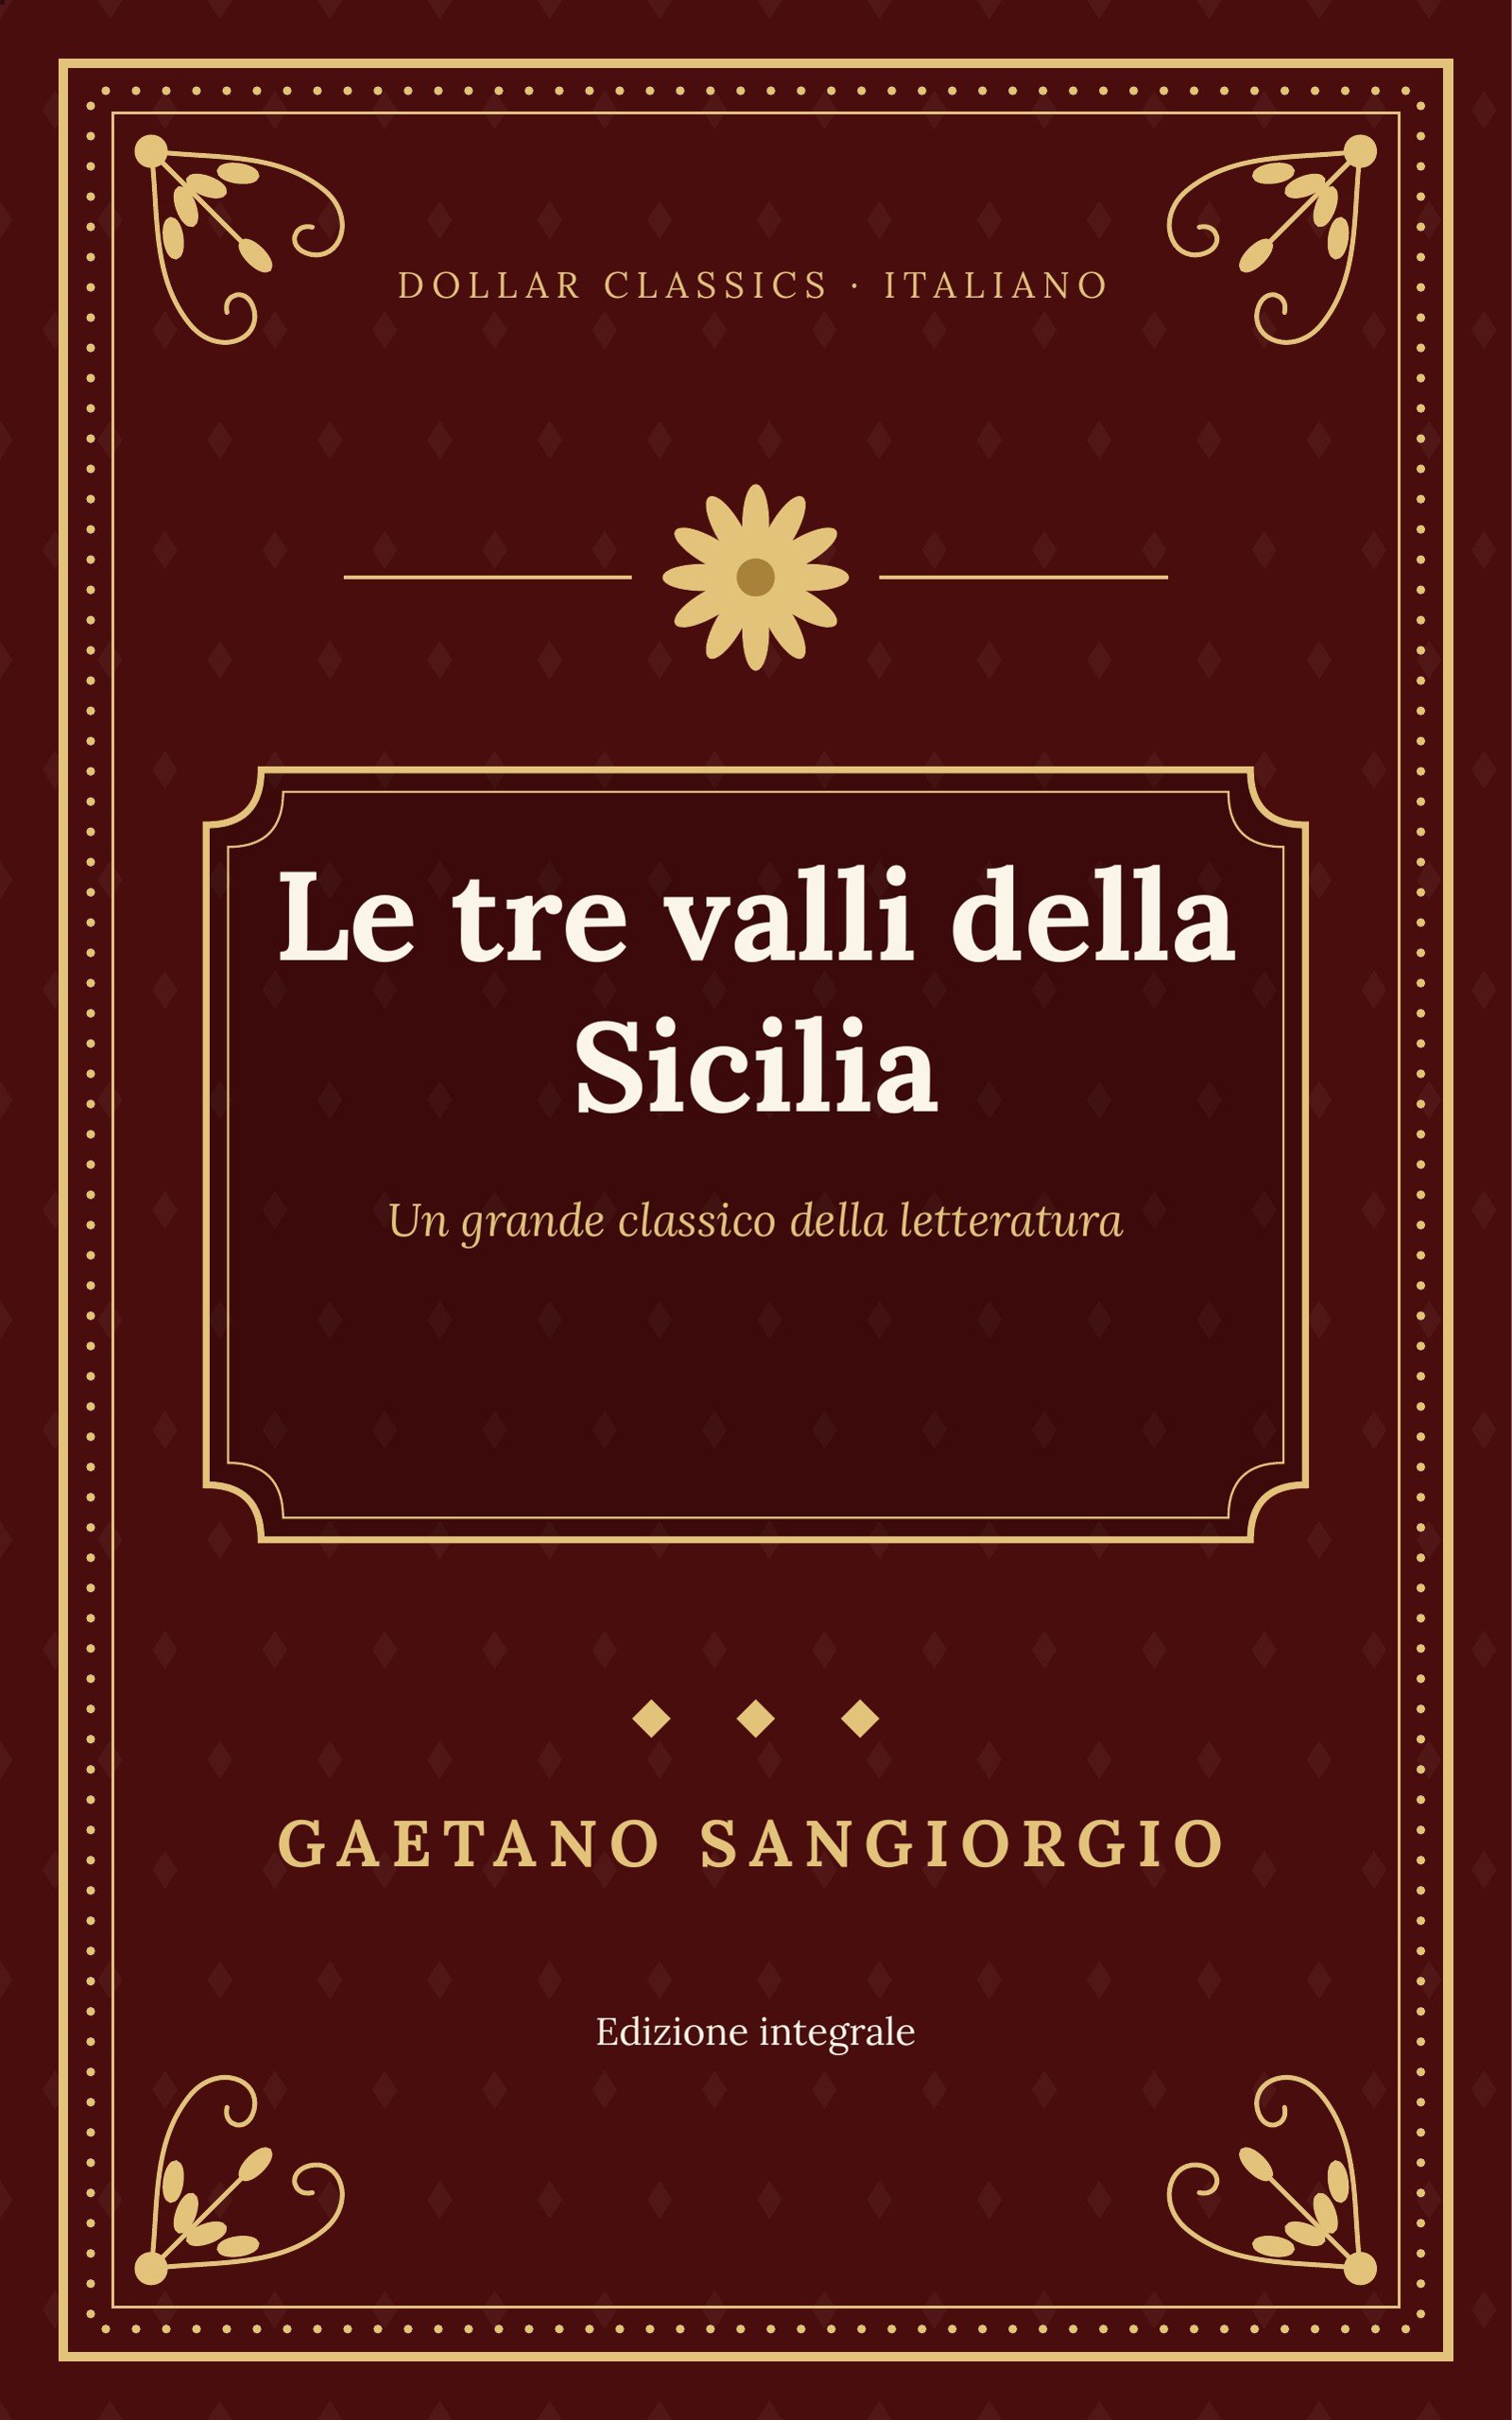 DOLLAR CLASSICS · ITALIANO
Le tre valli della
Sicilia
Un grande classico della letteratura
GAETANO SANGIORGIO
Edizione integrale